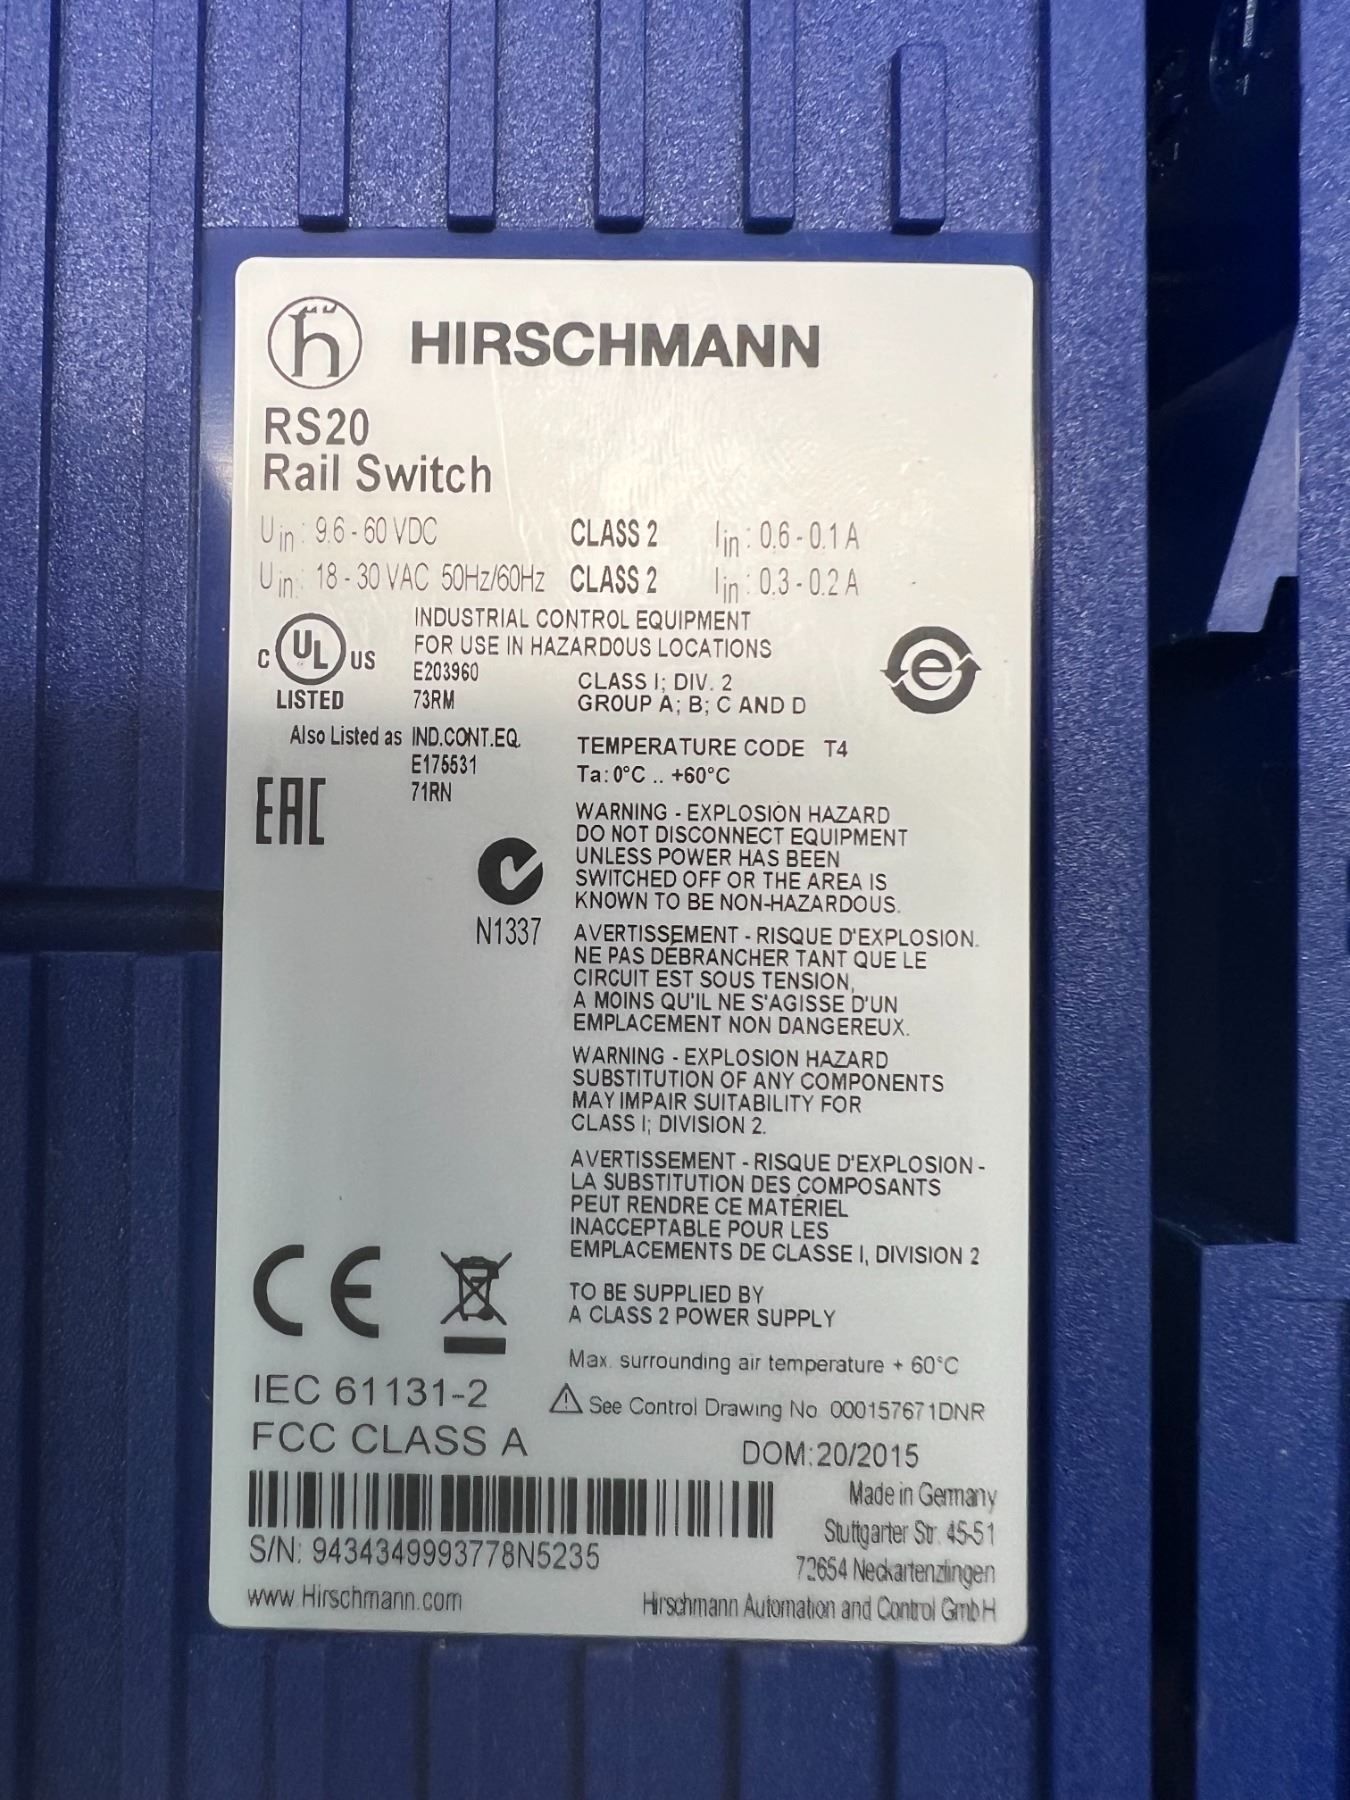 HIRSCHMANN
RS20
Rail Switch
Uin: 9.6 - 60 VDC CLASS 2 Iin: 0.6 - 0.1 A
Uin: 18 - 30 VAC 50Hz/60Hz CLASS 2 Iin: 0.3 - 0.2 A
INDUSTRIAL CONTROL EQUIPMENT
FOR USE IN HAZARDOUS LOCATIONS
C UL US
LISTED
E203960
73RM
CLASS I; DIV. 2
GROUP A; B; C AND D
e
Also Listed as IND.CONT.EQ.
E175531
71RN
TEMPERATURE CODE T4
Ta: 0°C .. +60°C
EAC
N1337
WARNING - EXPLOSION HAZARD
DO NOT DISCONNECT EQUIPMENT
UNLESS POWER HAS BEEN
SWITCHED OFF OR THE AREA IS
KNOWN TO BE NON-HAZARDOUS.
AVERTISSEMENT - RISQUE D'EXPLOSION.
NE PAS DÉBRANCHER TANT QUE LE
CIRCUIT EST SOUS TENSION,
A MOINS QU'IL NE S'AGISSE D'UN
EMPLACEMENT NON DANGEREUX.
WARNING - EXPLOSION HAZARD
SUBSTITUTION OF ANY COMPONENTS
MAY IMPAIR SUITABILITY FOR
CLASS I; DIVISION 2.
AVERTISSEMENT - RISQUE D'EXPLOSION -
LA SUBSTITUTION DES COMPOSANTS
PEUT RENDRE CE MATÉRIEL
INACCEPTABLE POUR LES
EMPLACEMENTS DE CLASSE I, DIVISION 2
TO BE SUPPLIED BY
A CLASS 2 POWER SUPPLY
Max. surrounding air temperature + 60°C
See Control Drawing No. 000157671DNR
CE
IEC 61131-2
FCC CLASS A
DOM: 20/2015
Made in Germany
Stuttgarter Str. 45-51
72654 Neckartenzlingen
Hirschmann Automation and Control GmbH
S/N: 9434349993778N5235
www.Hirschmann.com